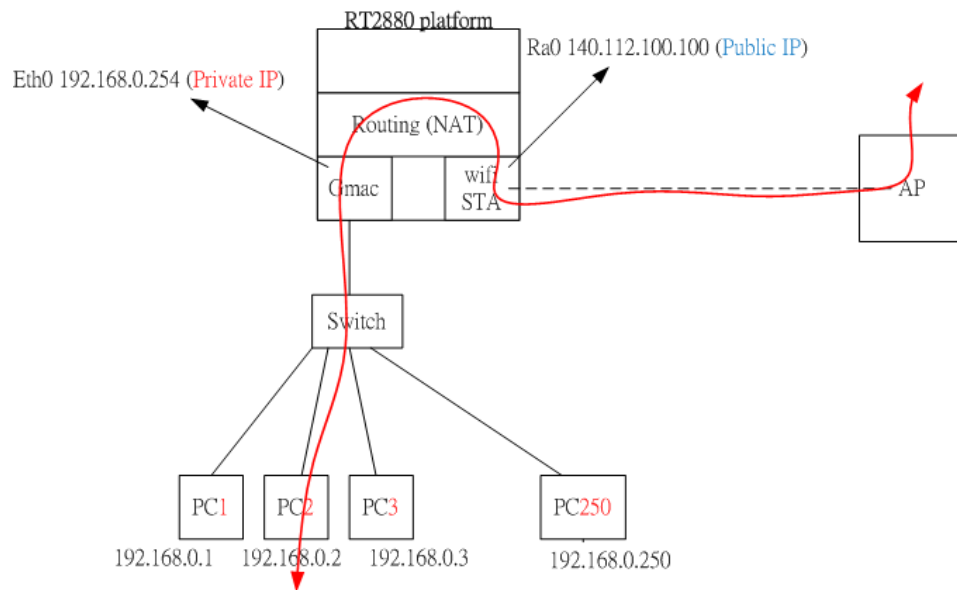 RT2880 platform
Ra0 140.112.100.100 (Public IP)
Eth0 192.168.0.254 (Private IP)
Routing (NAT)
Gmac
wifi
STA
AP
Switch
PC1
PC2
PC3
PC250
192.168.0.1
192.168.0.2
192.168.0.3
192.168.0.250